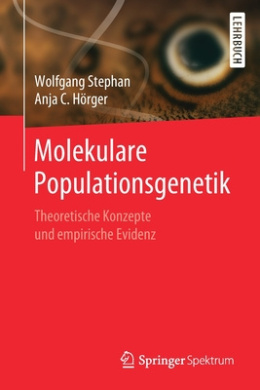 LEHRBUCH
Wolfgang Stephan
Anja C. Hörger
Molekulare
Populationsgenetik
Theoretische Konzepte
und empirische Evidenz
Springer Spektrum